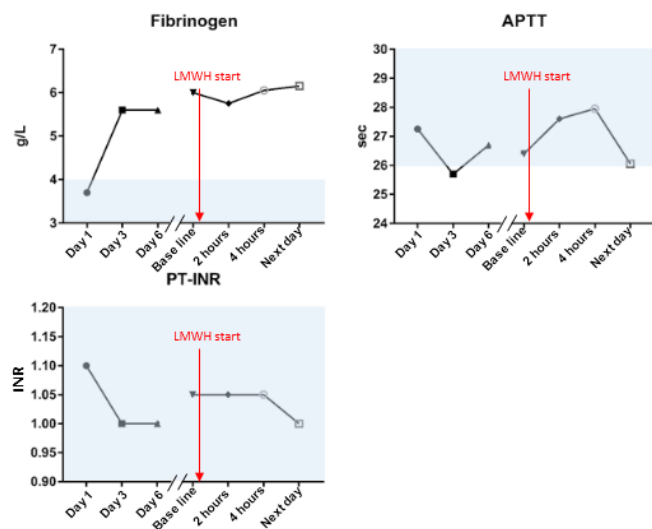 Fibrinogen
g/L
7
6
5
4
3
LMWH start
Day 1
Day 3
Day 6
Base line
2 hours
4 hours
Next day
APTT
sec
30
29
28
27
26
25
24
LMWH start
Day 1
Day 3
Day 6
Base line
2 hours
4 hours
Next day
PT-INR
INR
1.20
1.15
1.10
1.05
1.00
0.95
0.90
LMWH start
Day 1
Day 3
Day 6
Base line
2 hours
4 hours
Next day